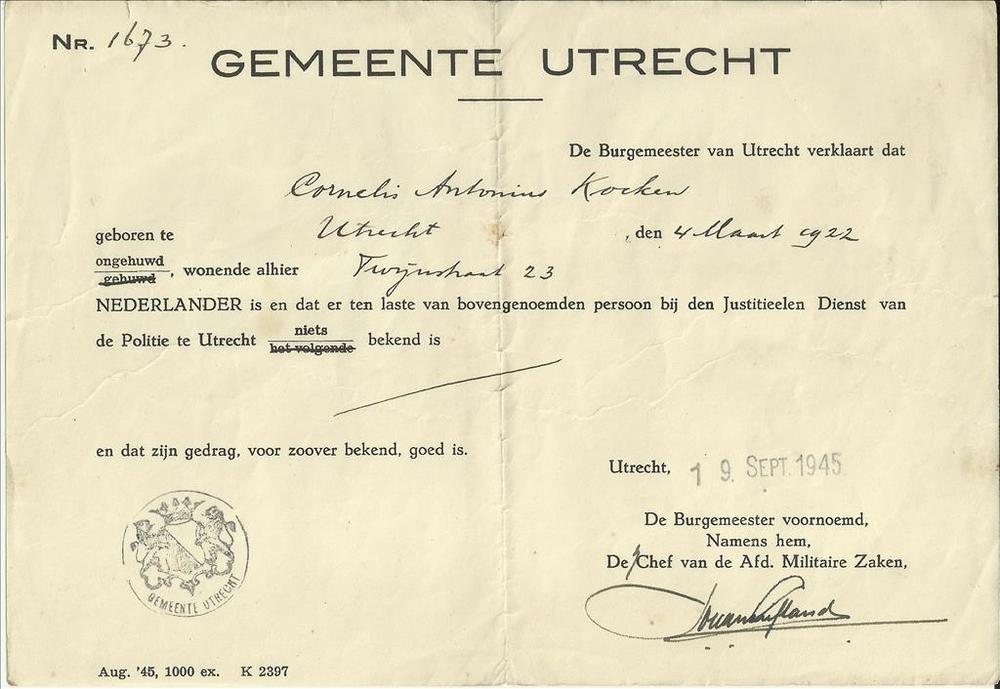 NR. 1673.
GEMEENTE UTRECHT
De Burgemeester van Utrecht verklaart dat
Cornelis Antonius Kocken
geboren te Utrecht , den 4 Maart 1922
ongehuwd
gehuwd , wonende alhier Twijnstraat 23
NEDERLANDER is en dat er ten laste van bovengenoemden persoon bij den Justitieelen Dienst van
niets
de Politie te Utrecht het volgende bekend is
en dat zijn gedrag, voor zoover bekend, goed is.
Utrecht, 19. SEPT. 1945
De Burgemeester voornoemd,
Namens hem,
De Chef van de Afd. Militaire Zaken,
GEMEENTE UTRECHT
Aug. '45, 1000 ex. K 2397